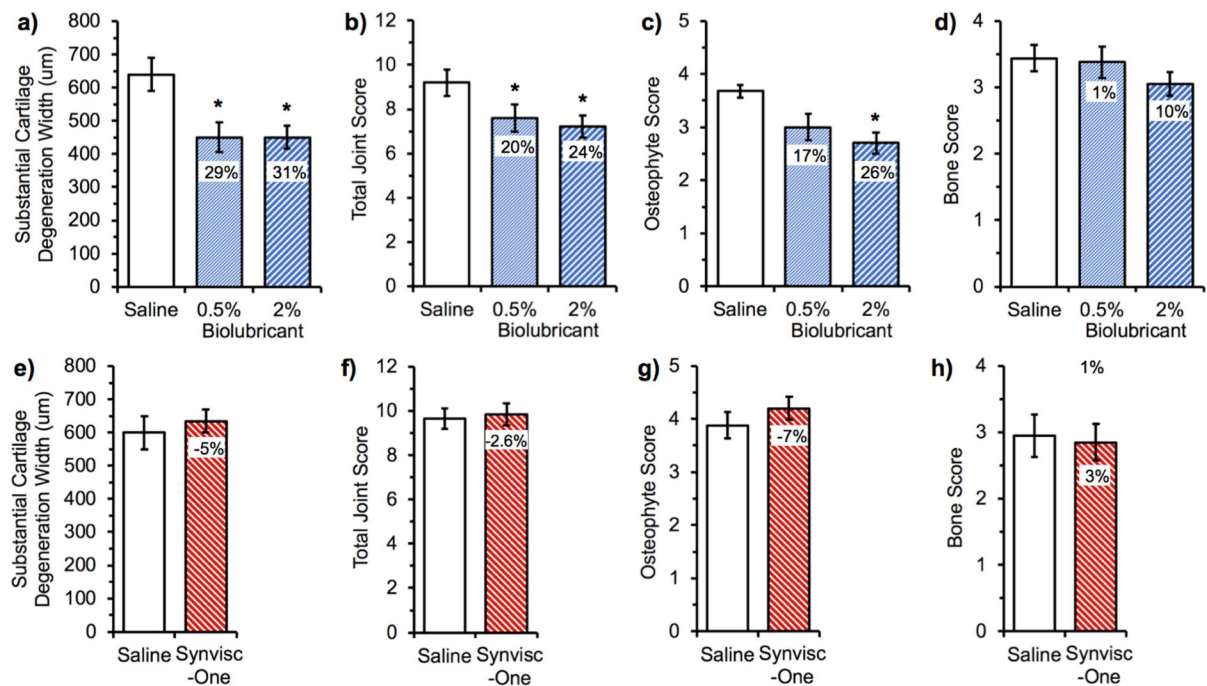 a)
Substantial Cartilage
Degeneration Width (um)
800
700
600
500
400
300
200
100
0
*
*
29%
31%
Saline 0.5% 2%
Biolubricant
b)
Total Joint Score
12
10
8
6
4
2
0
*
*
20%
24%
Saline 0.5% 2%
Biolubricant
c)
Osteophyte Score
5
4
3
2
1
0
*
17%
26%
Saline 0.5% 2%
Biolubricant
d)
Bone Score
4
3
2
1
0
1%
10%
Saline 0.5% 2%
Biolubricant
e)
Substantial Cartilage
Degeneration Width (um)
800
700
600
500
400
300
200
100
0
-5%
Saline Synvisc
-One
f)
Total Joint Score
12
10
8
6
4
2
0
-2.6%
Saline Synvisc
-One
g)
Osteophyte Score
5
4
3
2
1
0
-7%
Saline Synvisc
-One
h)
Bone Score
4
3
2
1
0
1%
3%
Saline Synvisc
-One